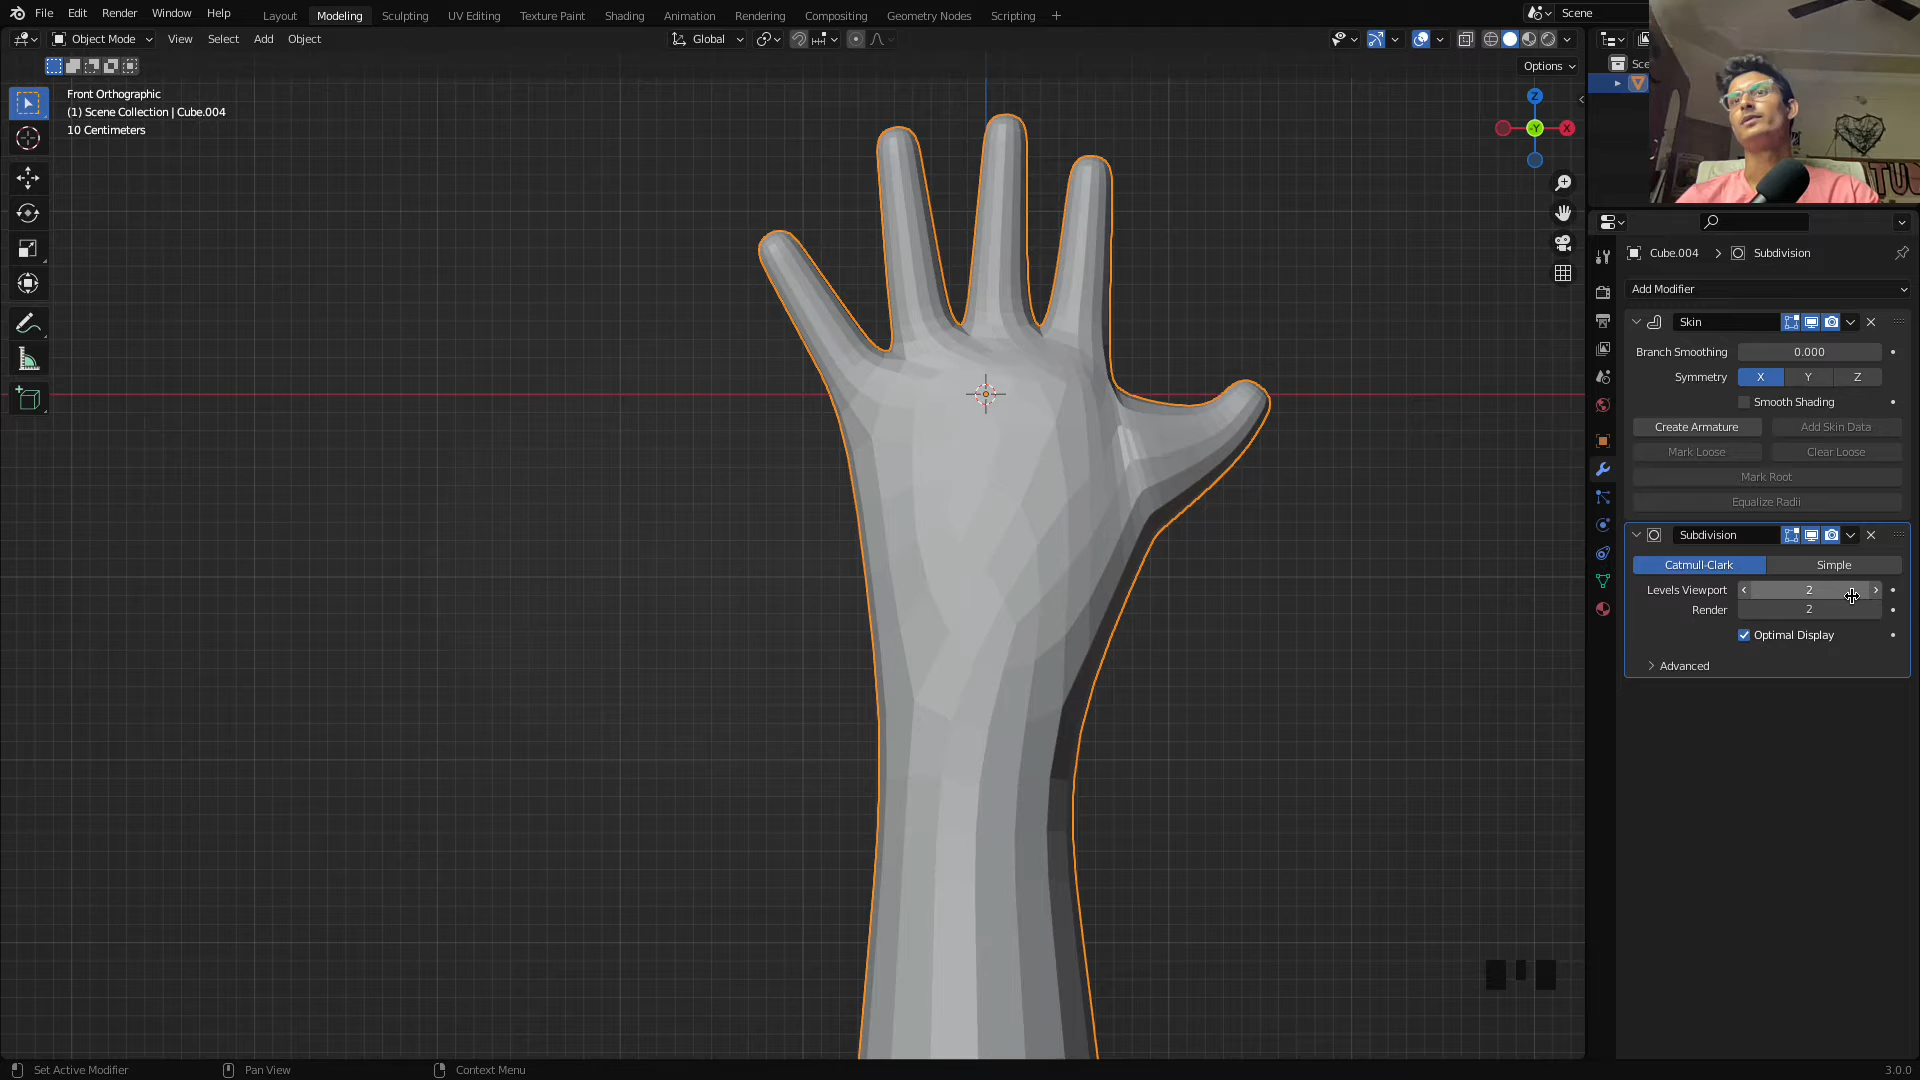 File Edit Render Window Help
Layout Modeling Sculpting UV Editing Texture Paint Shading Animation Rendering Compositing Geometry Nodes Scripting +
Scene
Object Mode View Select Add Object
Global
Options
Front Orthographic
(1) Scene Collection | Cube.004
10 Centimeters
Z
X
-Y
Sce
Cube.004 > Subdivision
Add Modifier
Skin
Branch Smoothing 0.000
Symmetry X Y Z
Smooth Shading
Create Armature Add Skin Data
Mark Loose Clear Loose
Mark Root
Equalize Radii
Subdivision
Catmull-Clark Simple
Levels Viewport 2
Render 2
Optimal Display
Advanced
Set Active Modifier Pan View Context Menu 3.0.0